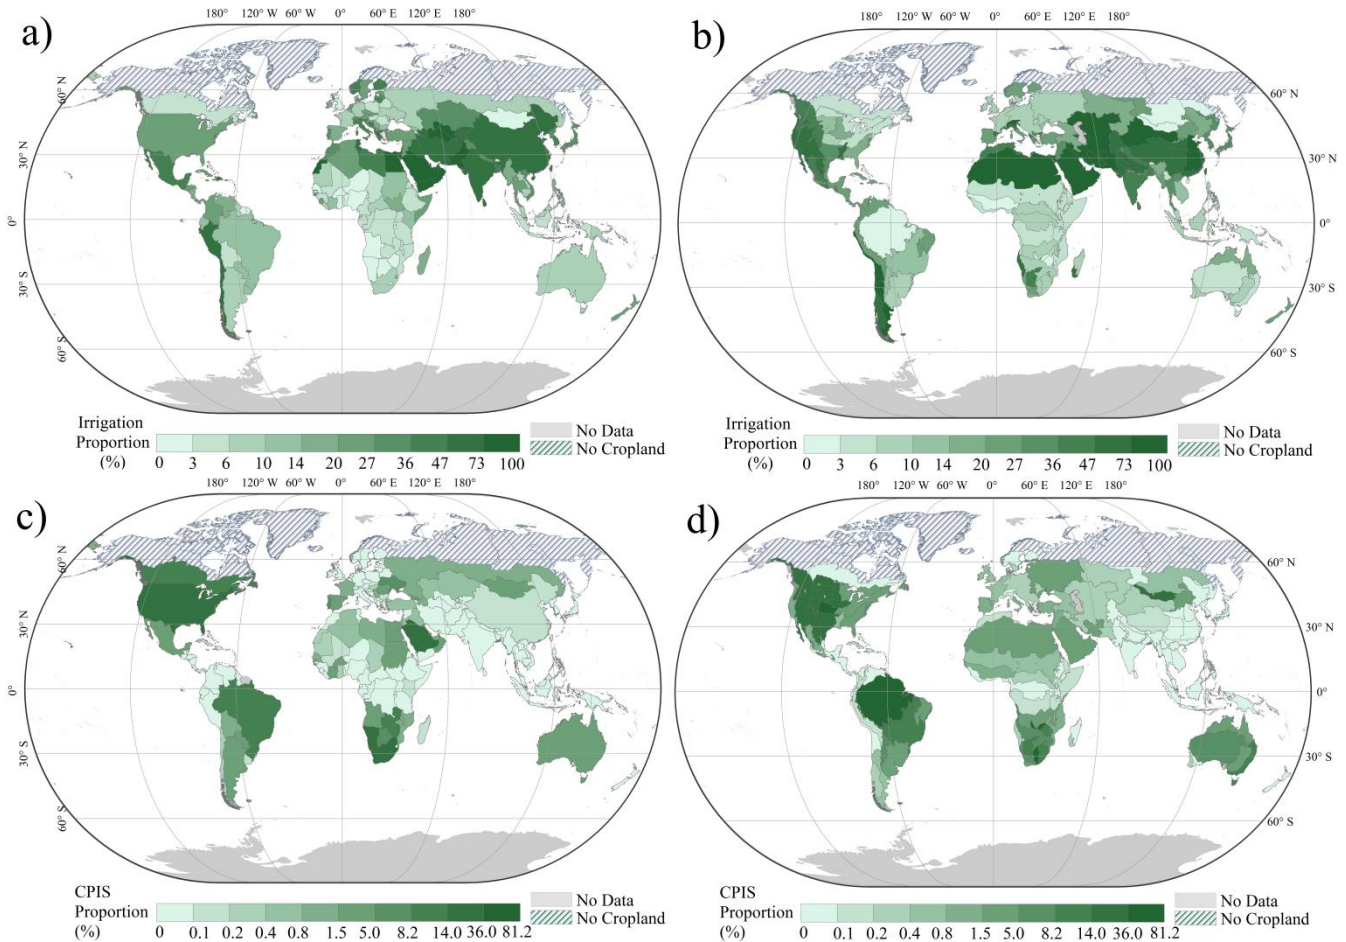 180° 120° W 60° W 0° 60° E 120° E 180°
a)
60° N
30° N
0°
30° S
60° S
Irrigation
Proportion
(%)
0 3 6 10 14 20 27 36 47 73 100
No Data
No Cropland
180° 120° W 60° W 0° 60° E 120° E 180°
b)
60° N
30° N
0°
30° S
60° S
Irrigation
Proportion
(%)
0 3 6 10 14 20 27 36 47 73 100
No Data
No Cropland
180° 120° W 60° W 0° 60° E 120° E 180°
c)
60° N
30° N
0°
30° S
60° S
CPIS
Proportion
(%)
0 0.1 0.2 0.4 0.8 1.5 5.0 8.2 14.0 36.0 81.2
No Data
No Cropland
180° 120° W 60° W 0° 60° E 120° E 180°
d)
60° N
30° N
0°
30° S
60° S
CPIS
Proportion
(%)
0 0.1 0.2 0.4 0.8 1.5 5.0 8.2 14.0 36.0 81.2
No Data
No Cropland